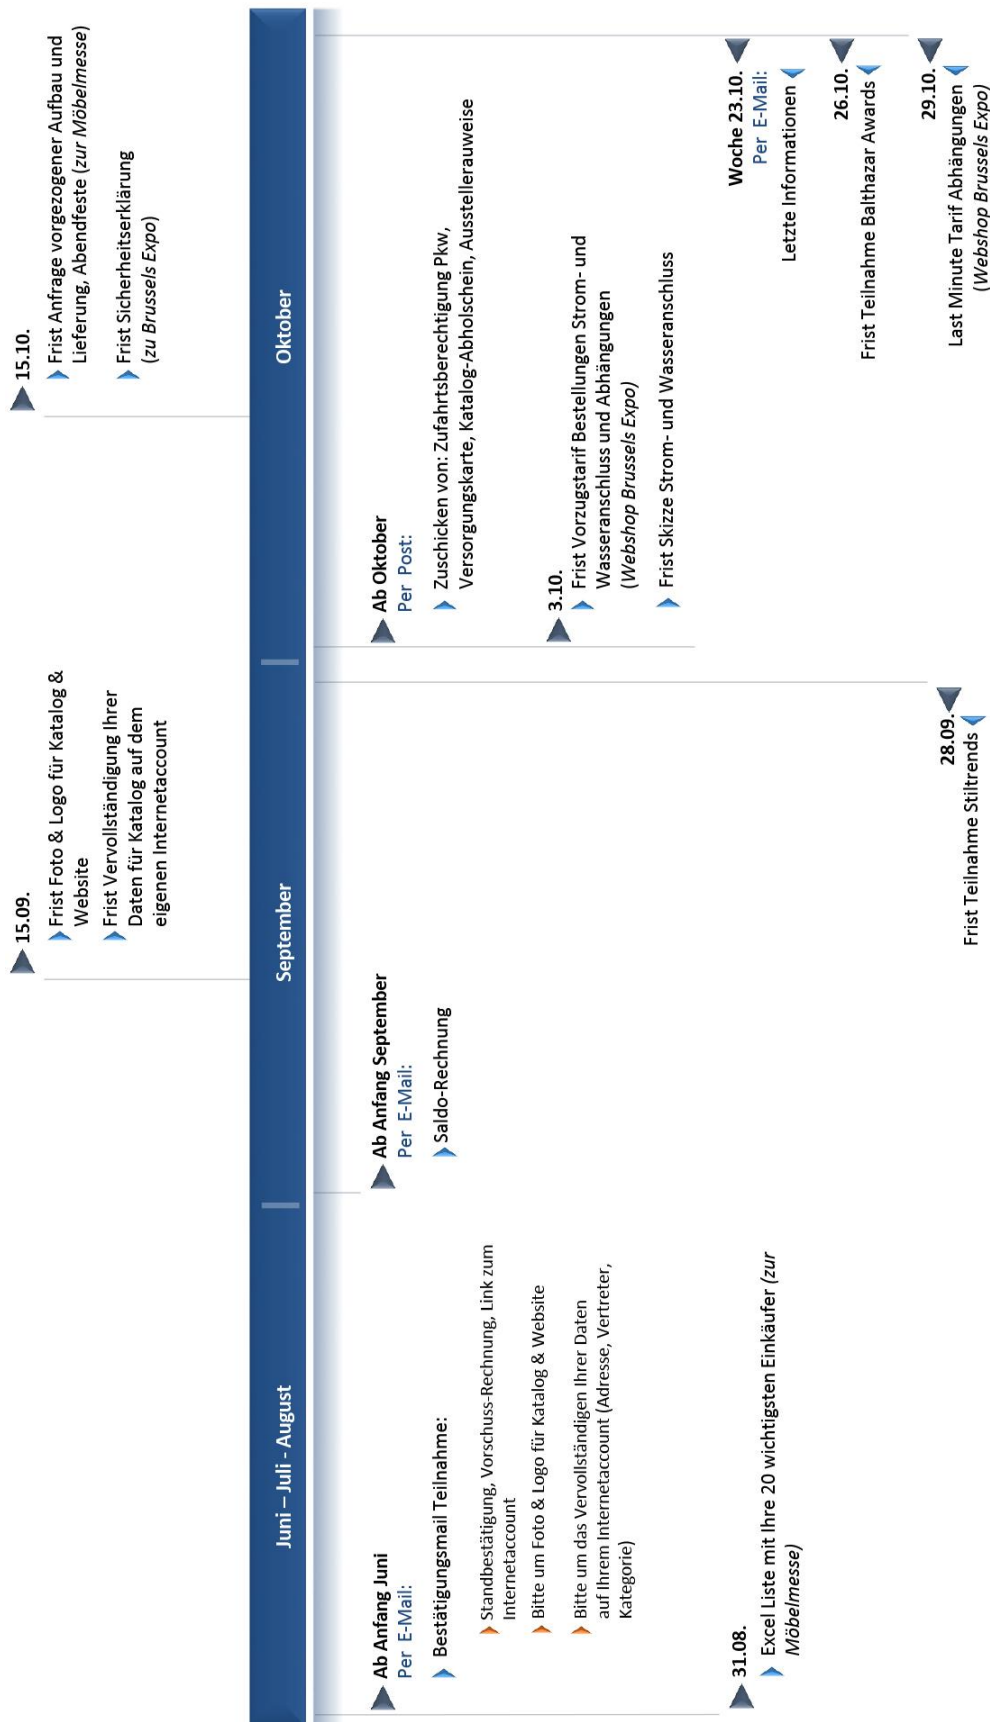 15.09.
Frist Foto & Logo für Katalog &
Website
Frist Vervollständigung Ihrer
Daten für Katalog auf dem
eigenen Internetaccount
15.10.
Frist Anfrage vorgezogener Aufbau und
Lieferung, Abendfeste (zur Möbelmesse)
Frist Sicherheitserklärung
(zu Brussels Expo)
Juni – Juli - August
September
Oktober
Ab Anfang Juni
Per E-Mail:
Bestätigungsmail Teilnahme:
Standbestätigung, Vorschuss-Rechnung, Link zum
Internetaccount
Bitte um Foto & Logo für Katalog & Website
Bitte um das Vervollständigen Ihrer Daten
auf Ihrem Internetaccount (Adresse, Vertreter,
Kategorie)
31.08.
Excel Liste mit Ihre 20 wichtigsten Einkäufer (zur
Möbelmesse)
Ab Anfang September
Per E-Mail:
Saldo-Rechnung
28.09.
Frist Teilnahme Stiltrends
Ab Oktober
Per Post:
Zuschicken von: Zufahrtsberechtigung Pkw,
Versorgungskarte, Katalog-Abholschein, Ausstellerauweise
3.10.
Frist Vorzugstarif Bestellungen Strom- und
Wasseranschluss und Abhängungen
(Webshop Brussels Expo)
Frist Skizze Strom- und Wasseranschluss
Woche 23.10.
Per E-Mail:
Letzte Informationen
26.10.
Frist Teilnahme Balthazar Awards
29.10.
Last Minute Tarif Abhängungen
(Webshop Brussels Expo)